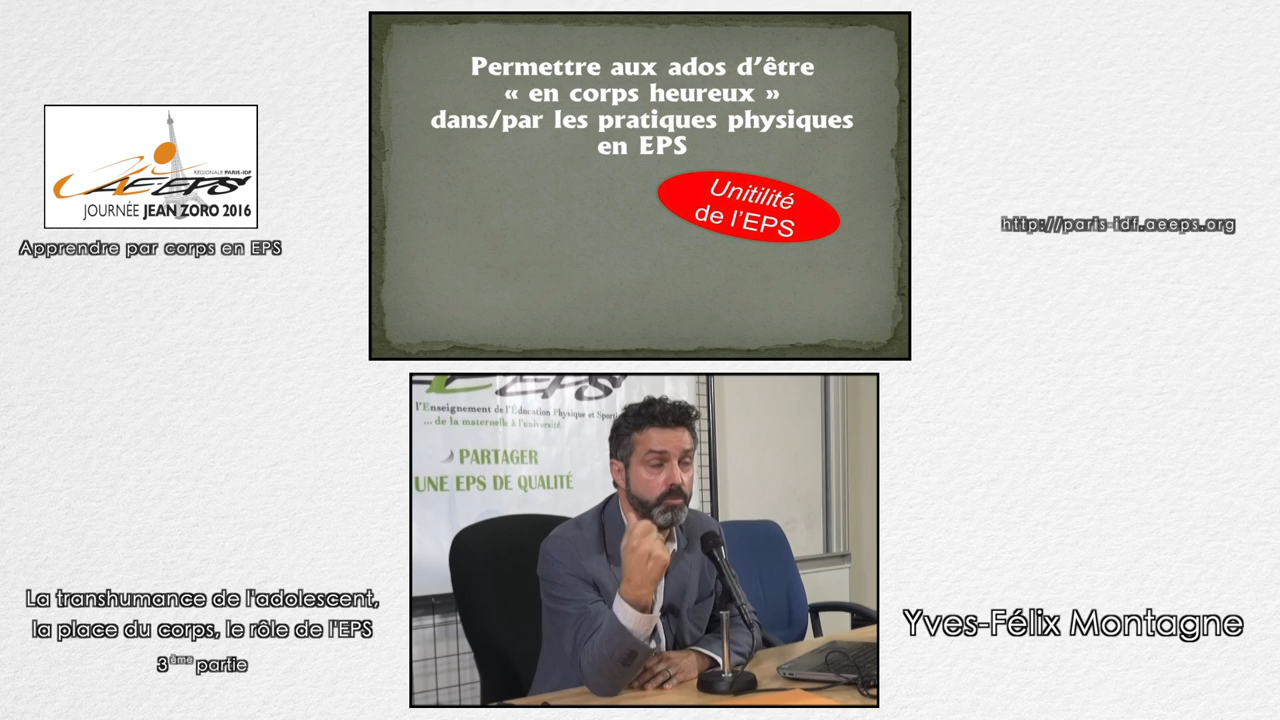 Permettre aux ados d'être
« en corps heureux »
dans/par les pratiques physiques
en EPS
Unitilité
de l'EPS
RÉGIONALE PARIS-IDF
AEEPS
JOURNÉE JEAN ZORO 2016
Apprendre par corps en EPS
http://paris-idf.aeeps.org
l'Enseignement de l'Éducation Physique et Sporti
... de la maternelle à l'université
PARTAGER
UNE EPS DE QUALITÉ
La transhumance de l'adolescent,
la place du corps, le rôle de l'EPS
3ème partie
Yves-Félix Montagne